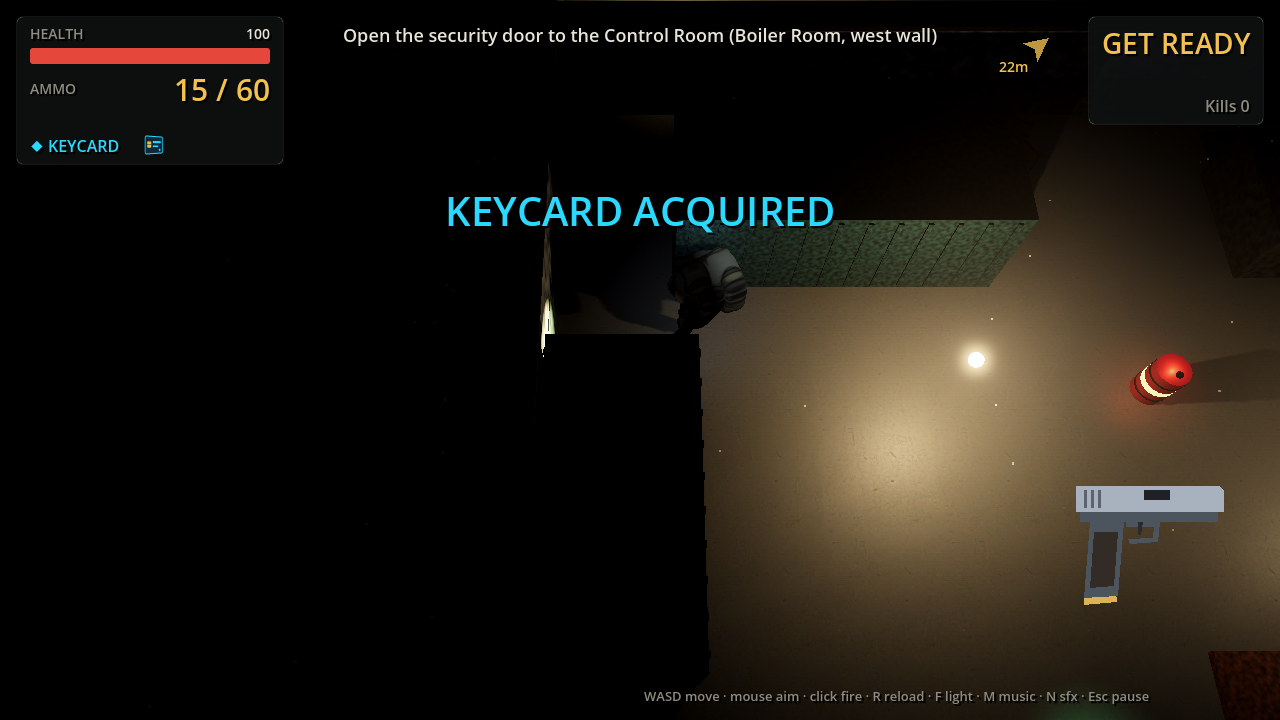 HEALTH 100
AMMO 15 / 60
◆ KEYCARD
Open the security door to the Control Room (Boiler Room, west wall)
22m
GET READY
Kills 0
KEYCARD ACQUIRED
WASD move · mouse aim · click fire · R reload · F light · M music · N sfx · Esc pause